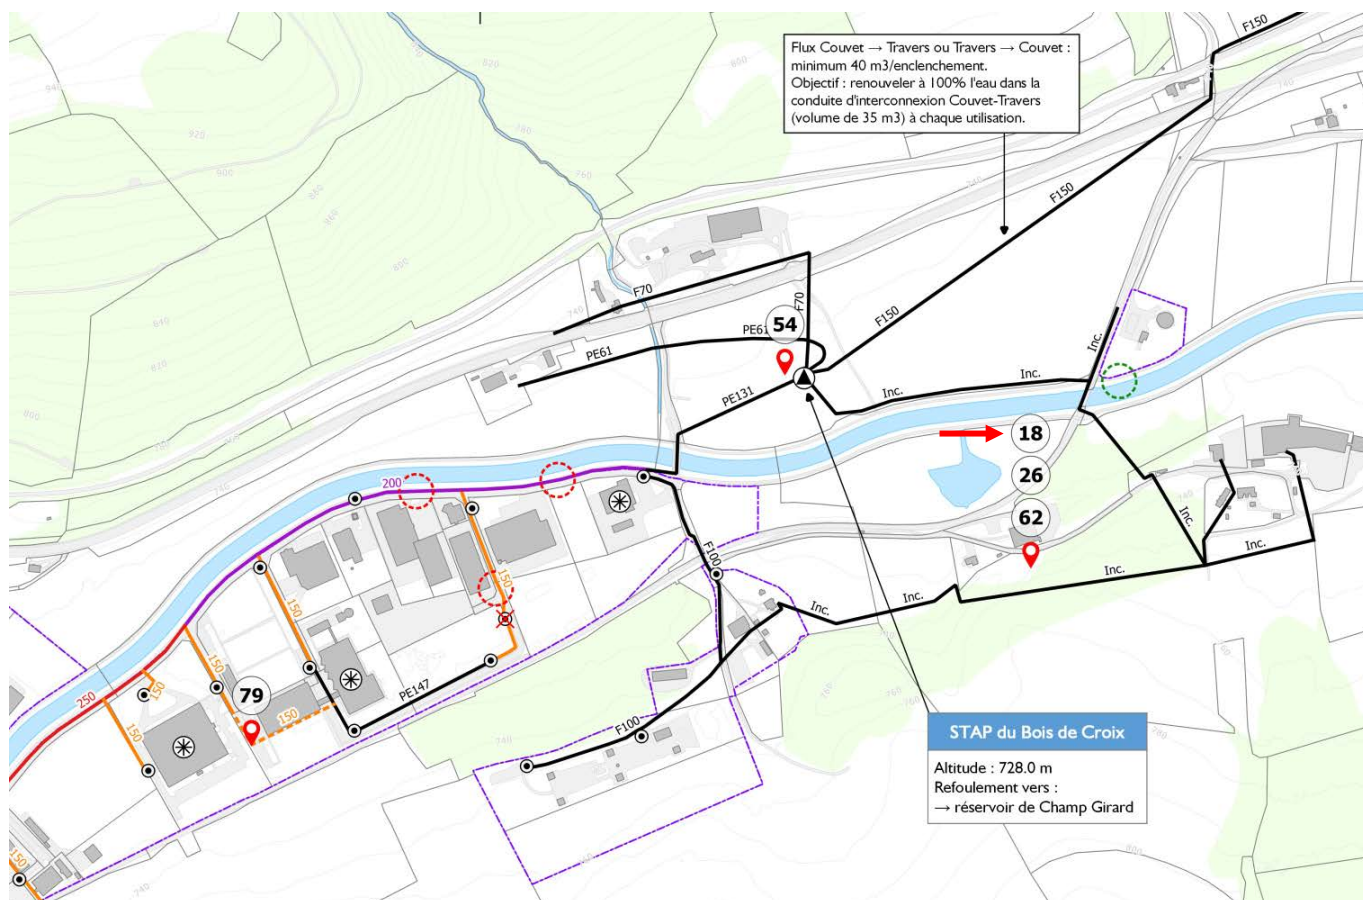 F150
Flux Couvet → Travers ou Travers → Couvet :
minimum 40 m3/enclenchement.
Objectif : renouveler à 100% l'eau dans la
conduite d'interconnexion Couvet-Travers
(volume de 35 m3) à chaque utilisation.
F150
F70
F70
F150
PE61
54
PE61
Inc.
PE131
Inc.
Inc.
18
26
62
200
150
F100
Inc.
Inc.
Inc.
150
150
79
PE147
250
150
150
150
F100
150
STAP du Bois de Croix
Altitude : 728.0 m
Refoulement vers :
→ réservoir de Champ Girard